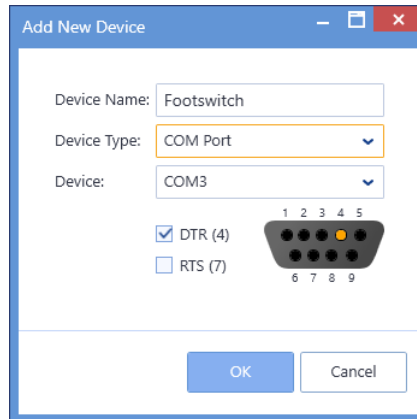 Add New Device
Device Name: Footswitch
Device Type: COM Port
Device: COM3
1 2 3 4 5
DTR (4)
RTS (7)
6 7 8 9
OK Cancel